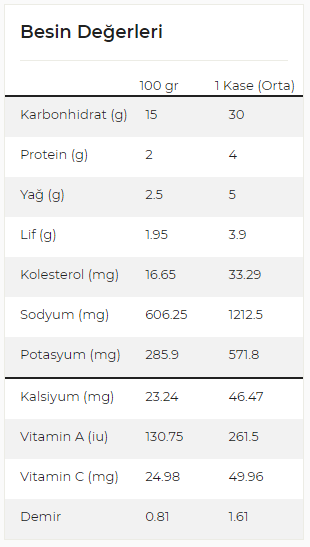 Besin Değerleri
100 gr 1 Kase (Orta)
Karbonhidrat (g) 15 30
Protein (g) 2 4
Yağ (g) 2.5 5
Lif (g) 1.95 3.9
Kolesterol (mg) 16.65 33.29
Sodyum (mg) 606.25 1212.5
Potasyum (mg) 285.9 571.8
Kalsiyum (mg) 23.24 46.47
Vitamin A (iu) 130.75 261.5
Vitamin C (mg) 24.98 49.96
Demir 0.81 1.61